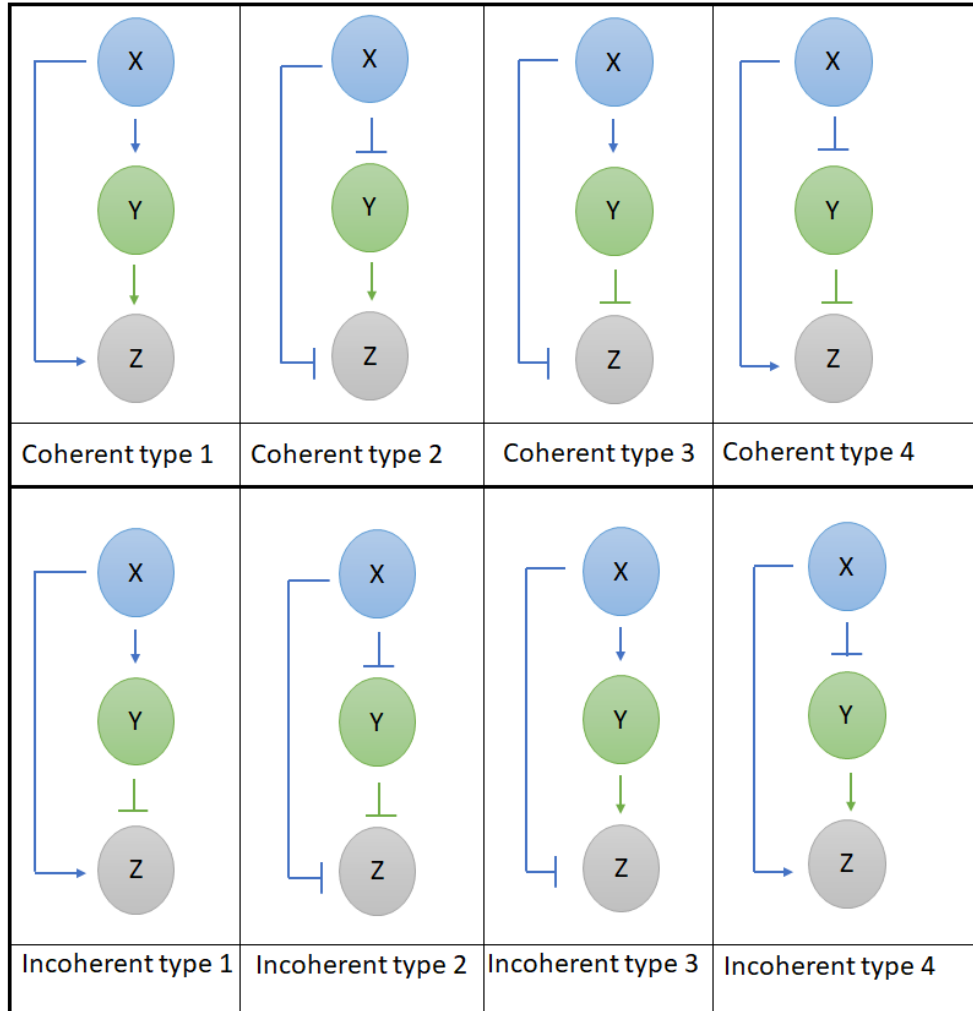 X X X X
Y Y Y Y
Z Z Z Z
Coherent type 1 Coherent type 2 Coherent type 3 Coherent type 4
X X X X
Y Y Y Y
Z Z Z Z
Incoherent type 1 Incoherent type 2 Incoherent type 3 Incoherent type 4